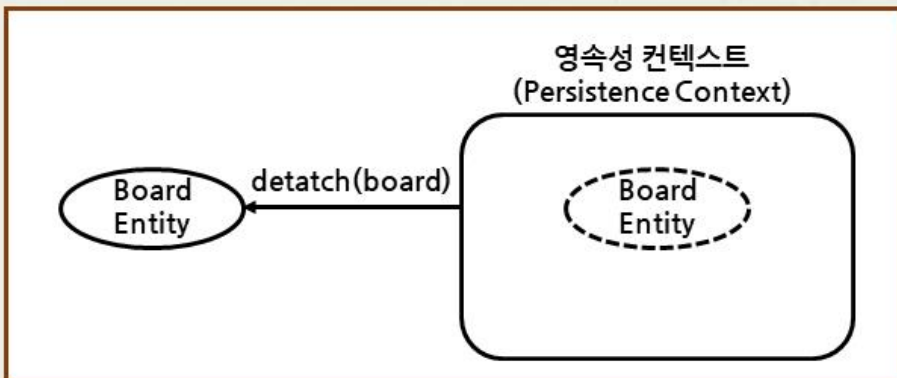 영속성 컨텍스트
(Persistence Context)
detatch(board)
Board
Entity
Board
Entity